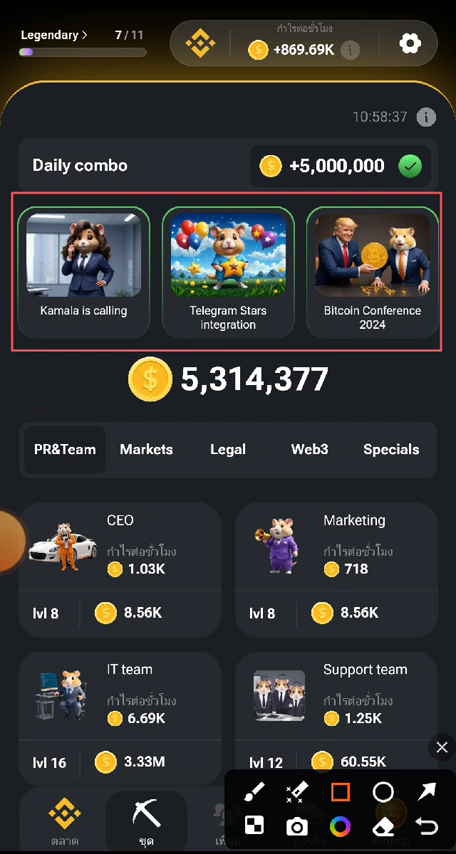 Legendary > 7 / 11
กำไรต่อชั่วโมง
+869.69K
10:58:37
Daily combo +5,000,000
Kamala is calling
Telegram Stars
integration
Bitcoin Conference
2024
5,314,377
PR&Team Markets Legal Web3 Specials
CEO
กำไรต่อชั่วโมง
1.03K
lvl 8 8.56K
Marketing
กำไรต่อชั่วโมง
718
lvl 8 8.56K
IT team
กำไรต่อชั่วโมง
6.69K
lvl 16 3.33M
Support team
กำไรต่อชั่วโมง
1.25K
lvl 12 60.55K
ตลาด ขุด